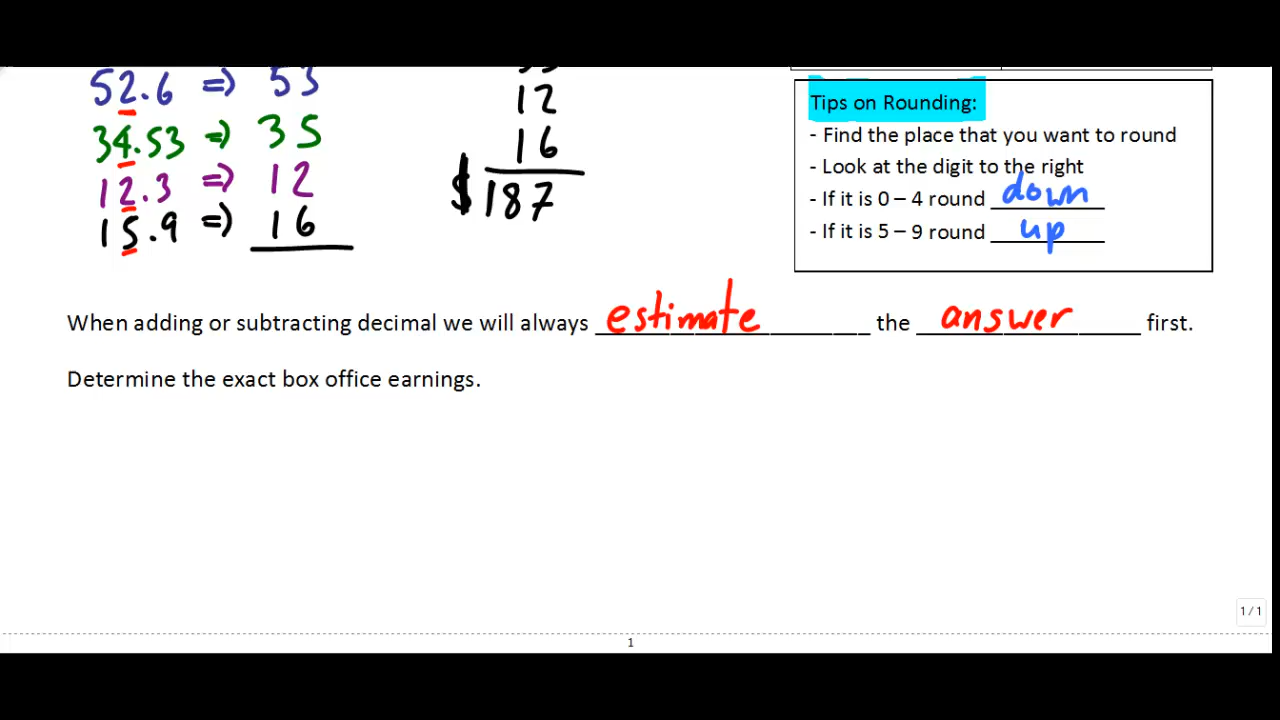 52.6 => 53
34.53 => 35
12.3 => 12
15.9 => 16
12
16
$187
Tips on Rounding:
- Find the place that you want to round
- Look at the digit to the right
- If it is 0 – 4 round down
- If it is 5 – 9 round up
When adding or subtracting decimal we will always estimate the answer first.
Determine the exact box office earnings.
1 / 1
1